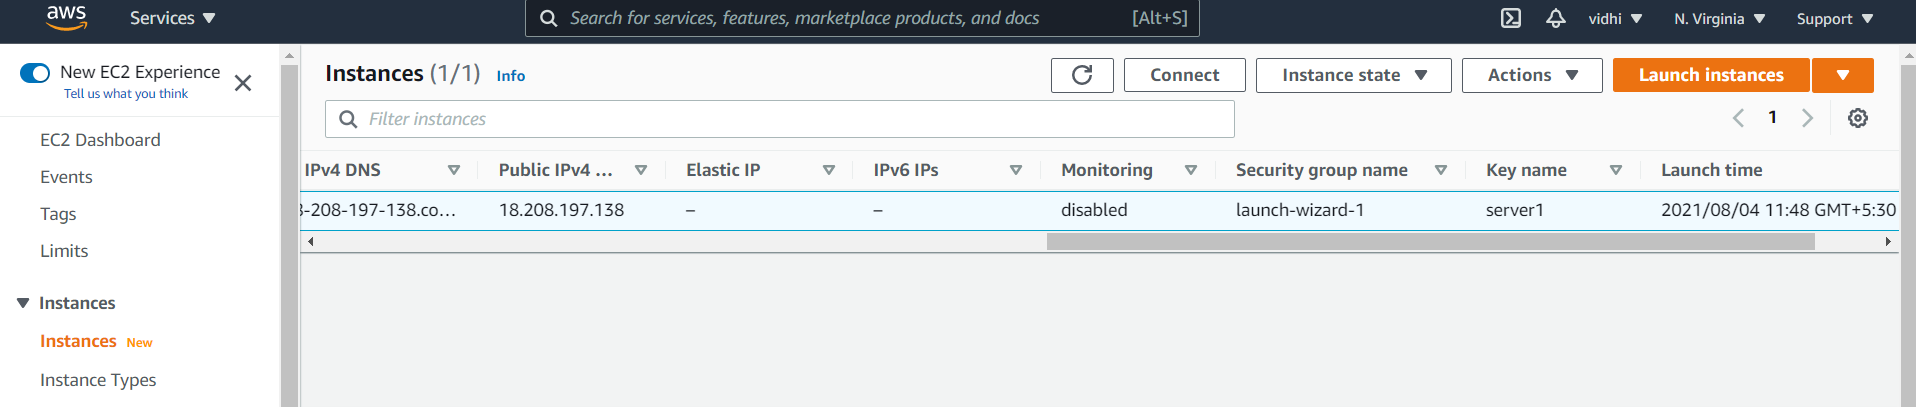 aws Services Search for services, features, marketplace products, and docs [Alt+S] vidhi N. Virginia Support
New EC2 Experience
Tell us what you think
Instances (1/1) Info Connect Instance state Actions Launch instances
Filter instances 1
EC2 Dashboard
Events
Tags
Limits
Instances
Instances New
Instance Types
IPv4 DNS Public IPv4 ... Elastic IP IPv6 IPs Monitoring Security group name Key name Launch time
-208-197-138.co... 18.208.197.138 – – disabled launch-wizard-1 server1 2021/08/04 11:48 GMT+5:30